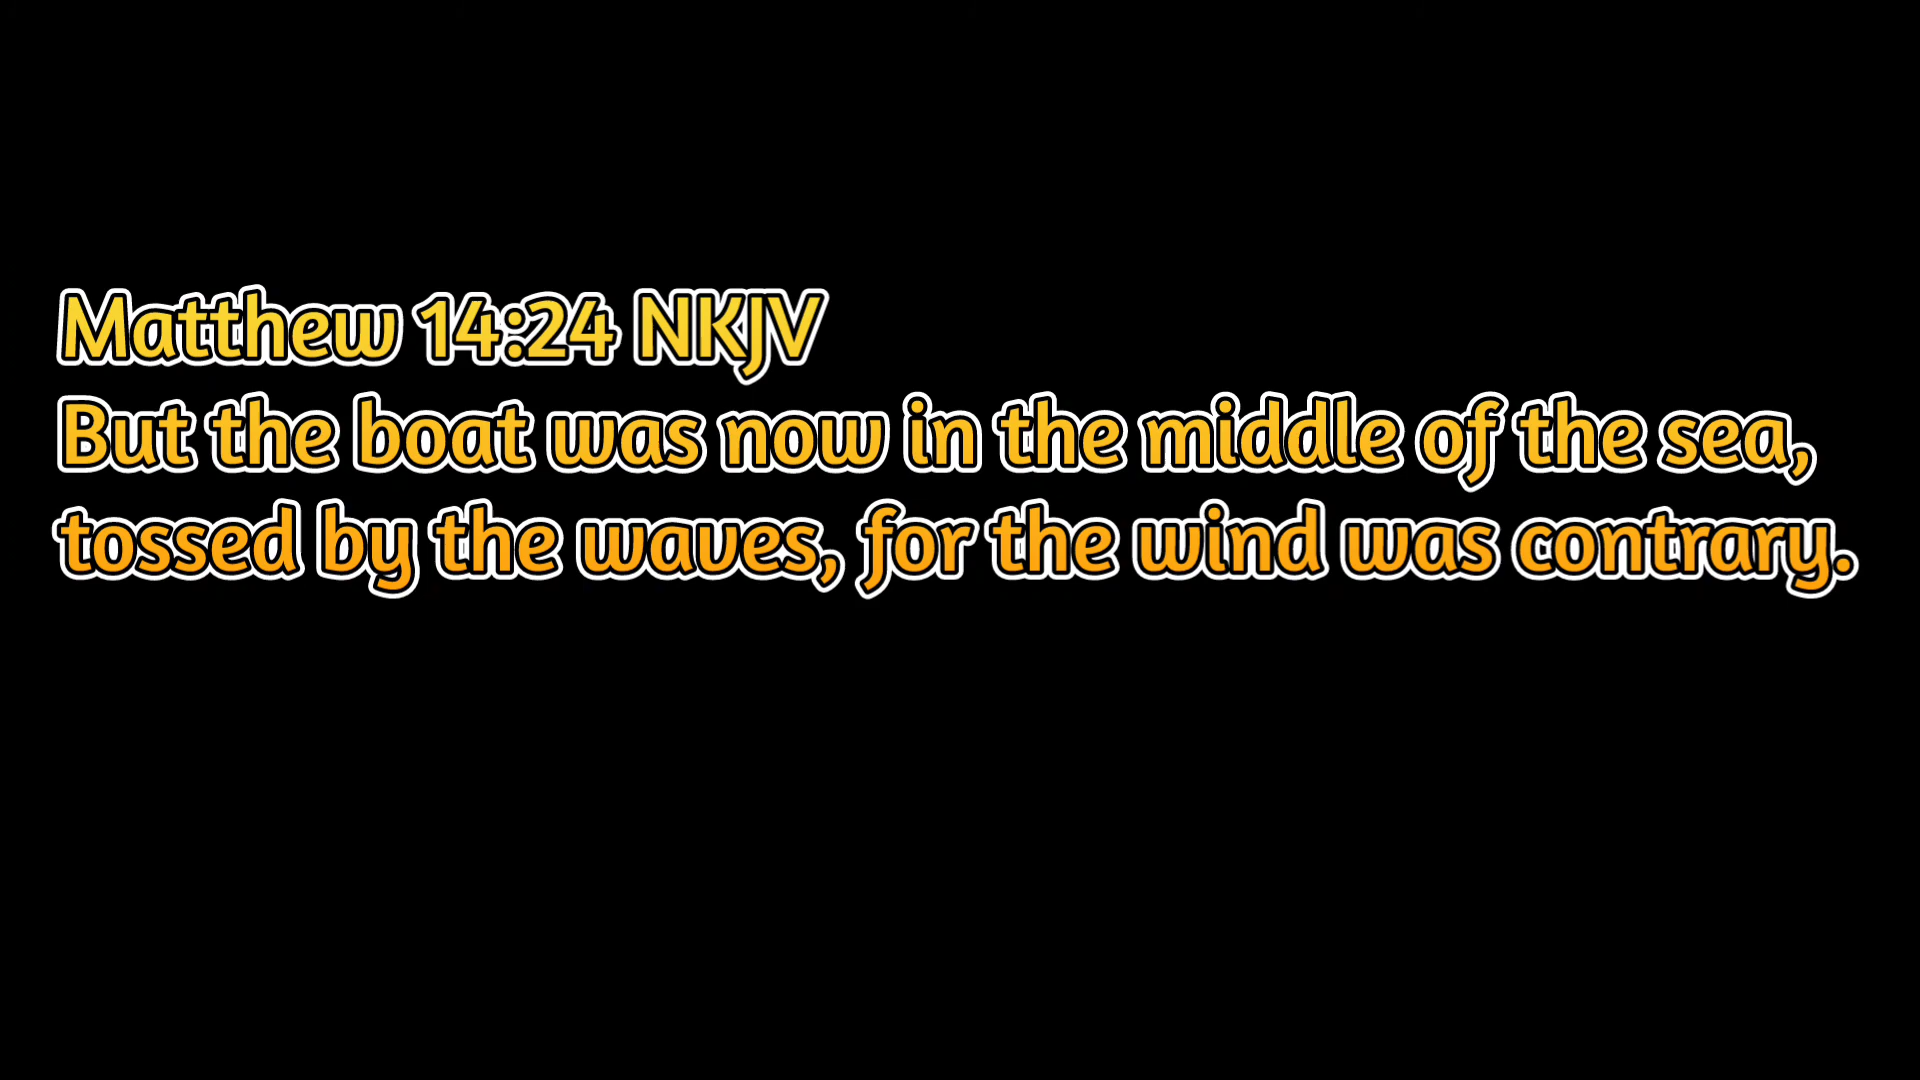 Matthew 14:24 NKJV
But the boat was now in the middle of the sea,
tossed by the waves, for the wind was contrary.